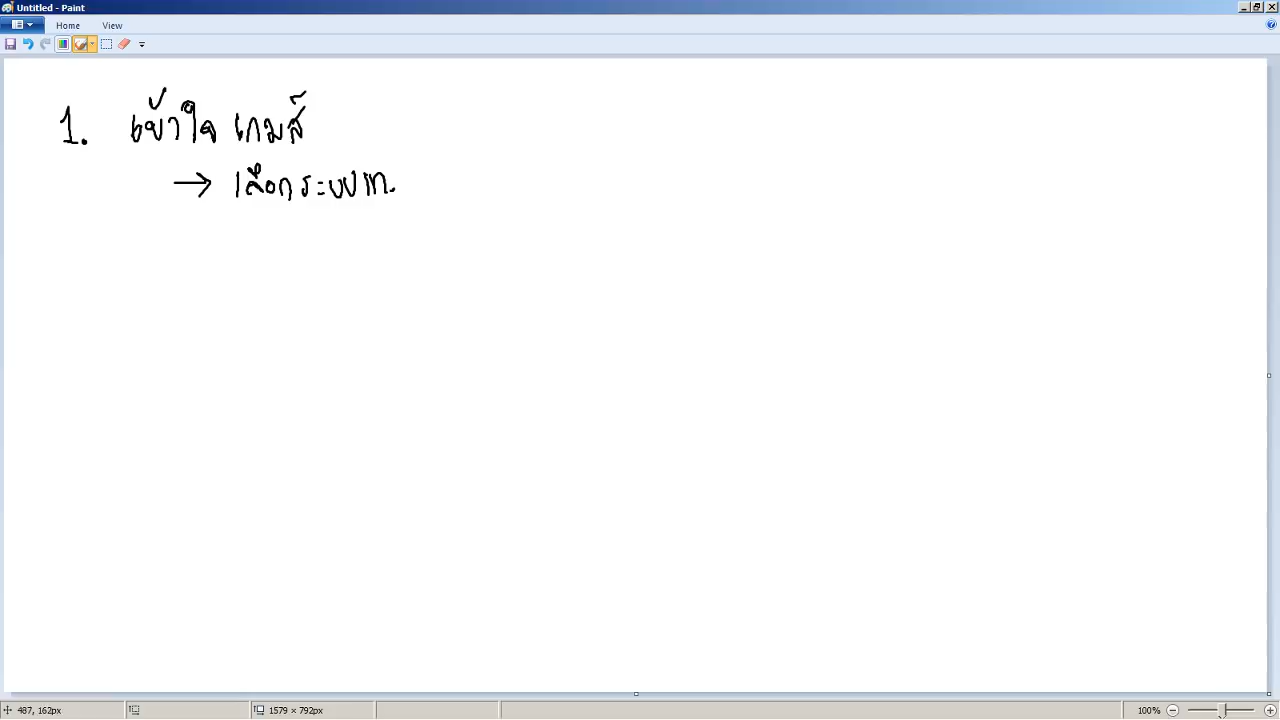 Untitled - Paint
Home View
1. เข้าใจ เกมส์
→ เลือกระบบเท.
487, 162px 1579 × 792px 100%